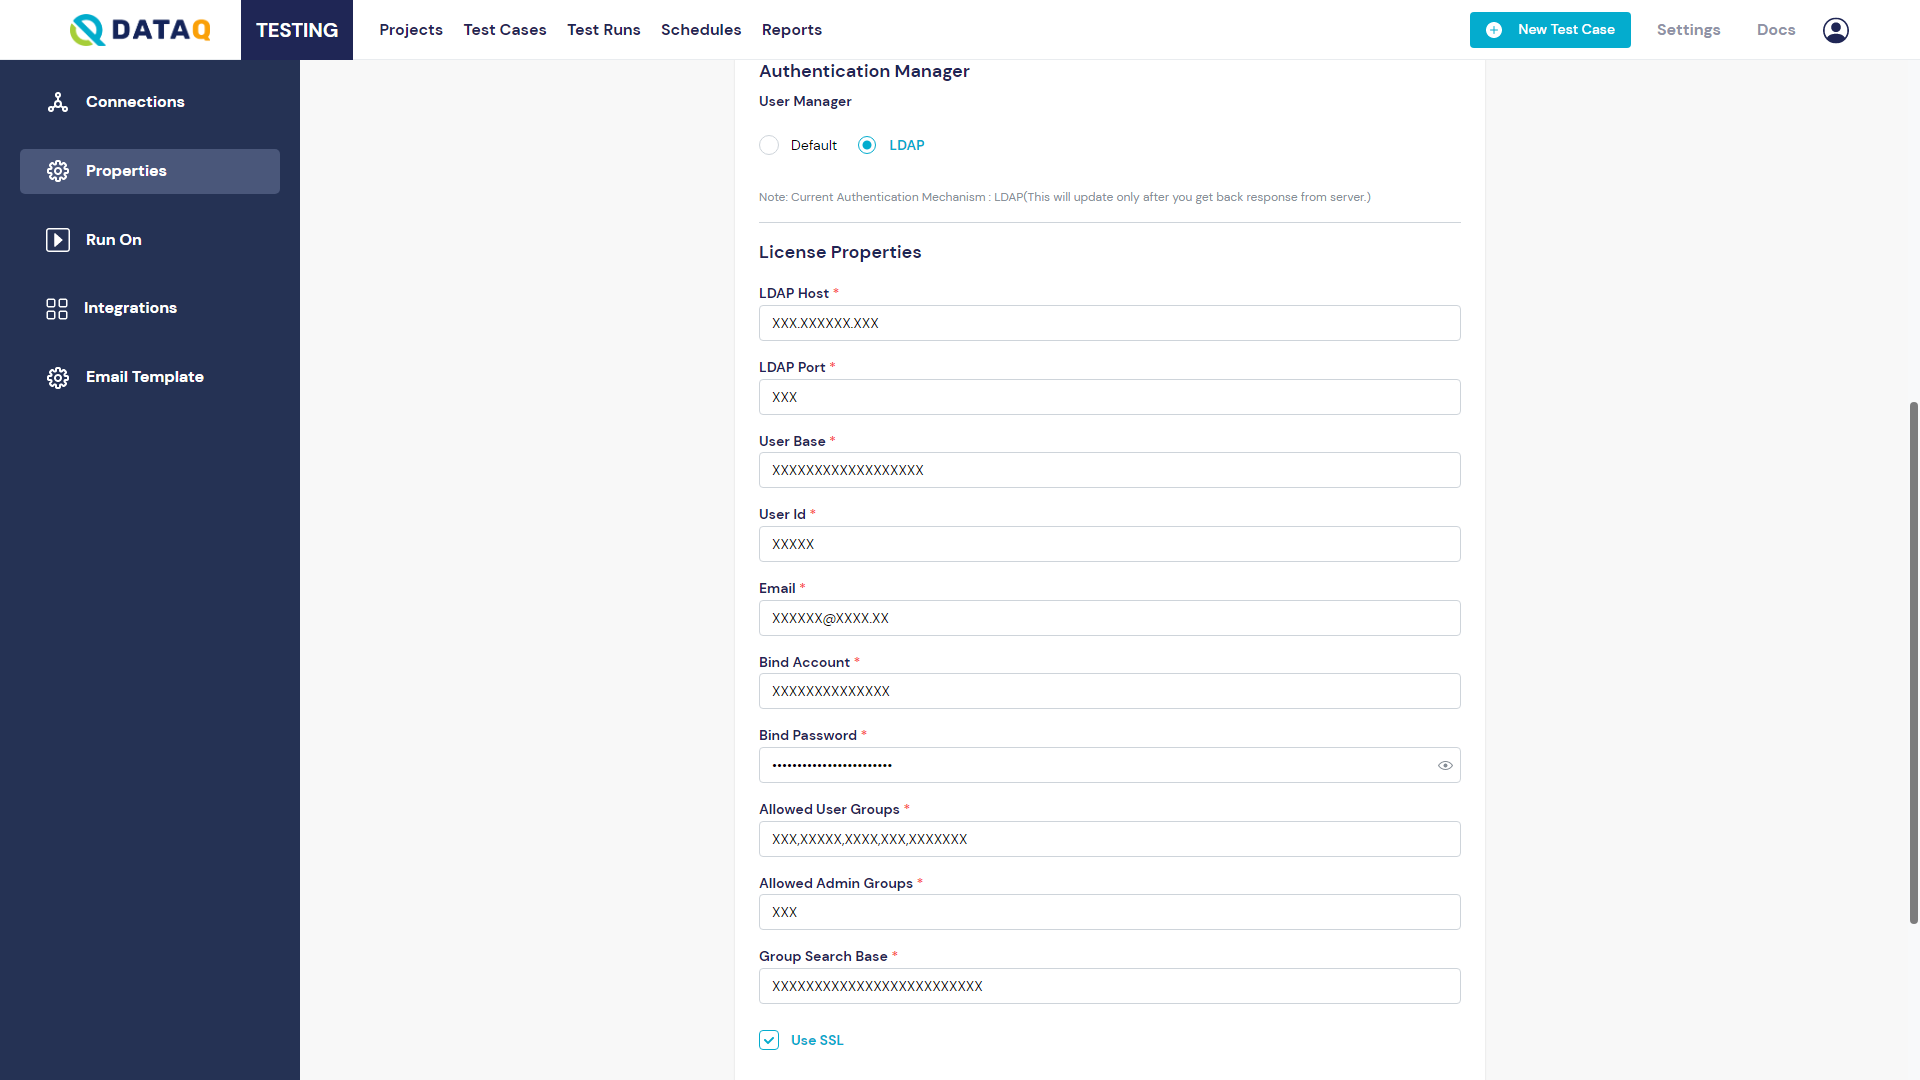 DATAQ
TESTING
Projects
Test Cases
Test Runs
Schedules
Reports
New Test Case
Settings
Docs
Connections
Properties
Run On
Integrations
Email Template
Authentication Manager
User Manager
Default
LDAP
Note: Current Authentication Mechanism : LDAP(This will update only after you get back response from server.)
License Properties
LDAP Host *
XXX.XXXXXX.XXX
LDAP Port *
XXX
User Base *
XXXXXXXXXXXXXXXXXX
User Id *
XXXXX
Email *
XXXXXX@XXXX.XX
Bind Account *
XXXXXXXXXXXXXX
Bind Password *
••••••••••••••••••••••••
Allowed User Groups *
XXX,XXXXX,XXXX,XXX,XXXXXXX
Allowed Admin Groups *
XXX
Group Search Base *
XXXXXXXXXXXXXXXXXXXXXXXXX
Use SSL